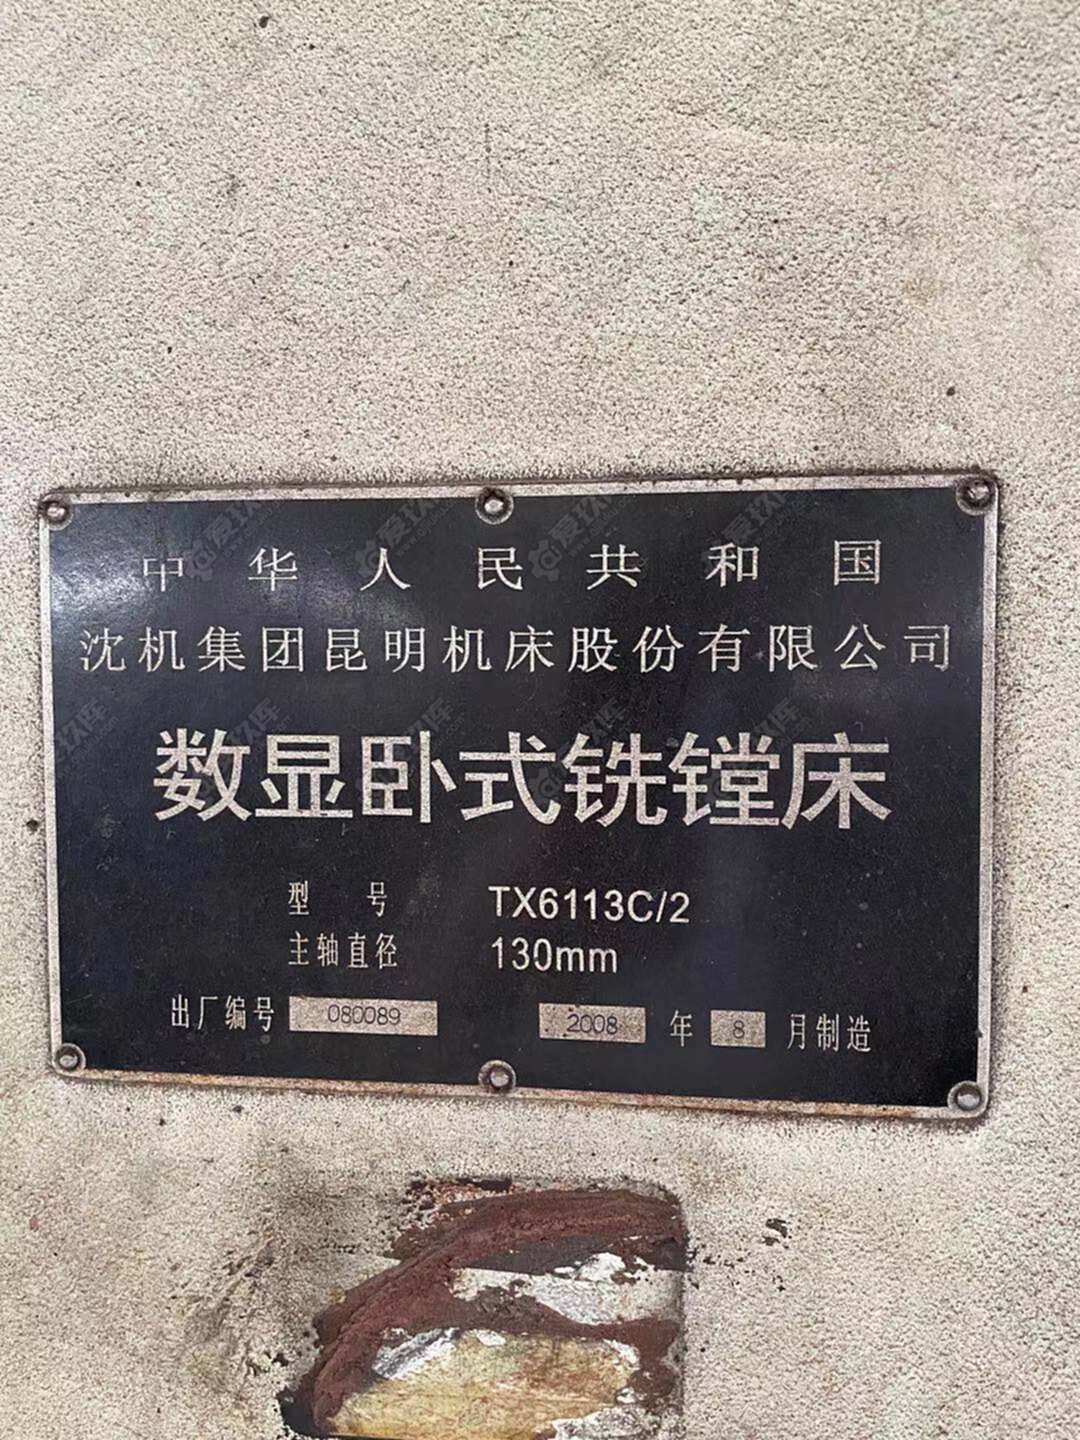 中华人民共和国
沈机集团昆明机床股份有限公司
数显卧式铣镗床
型号 TX6113C/2
主轴直径 130mm
出厂编号 080089 2008 年 8 月制造